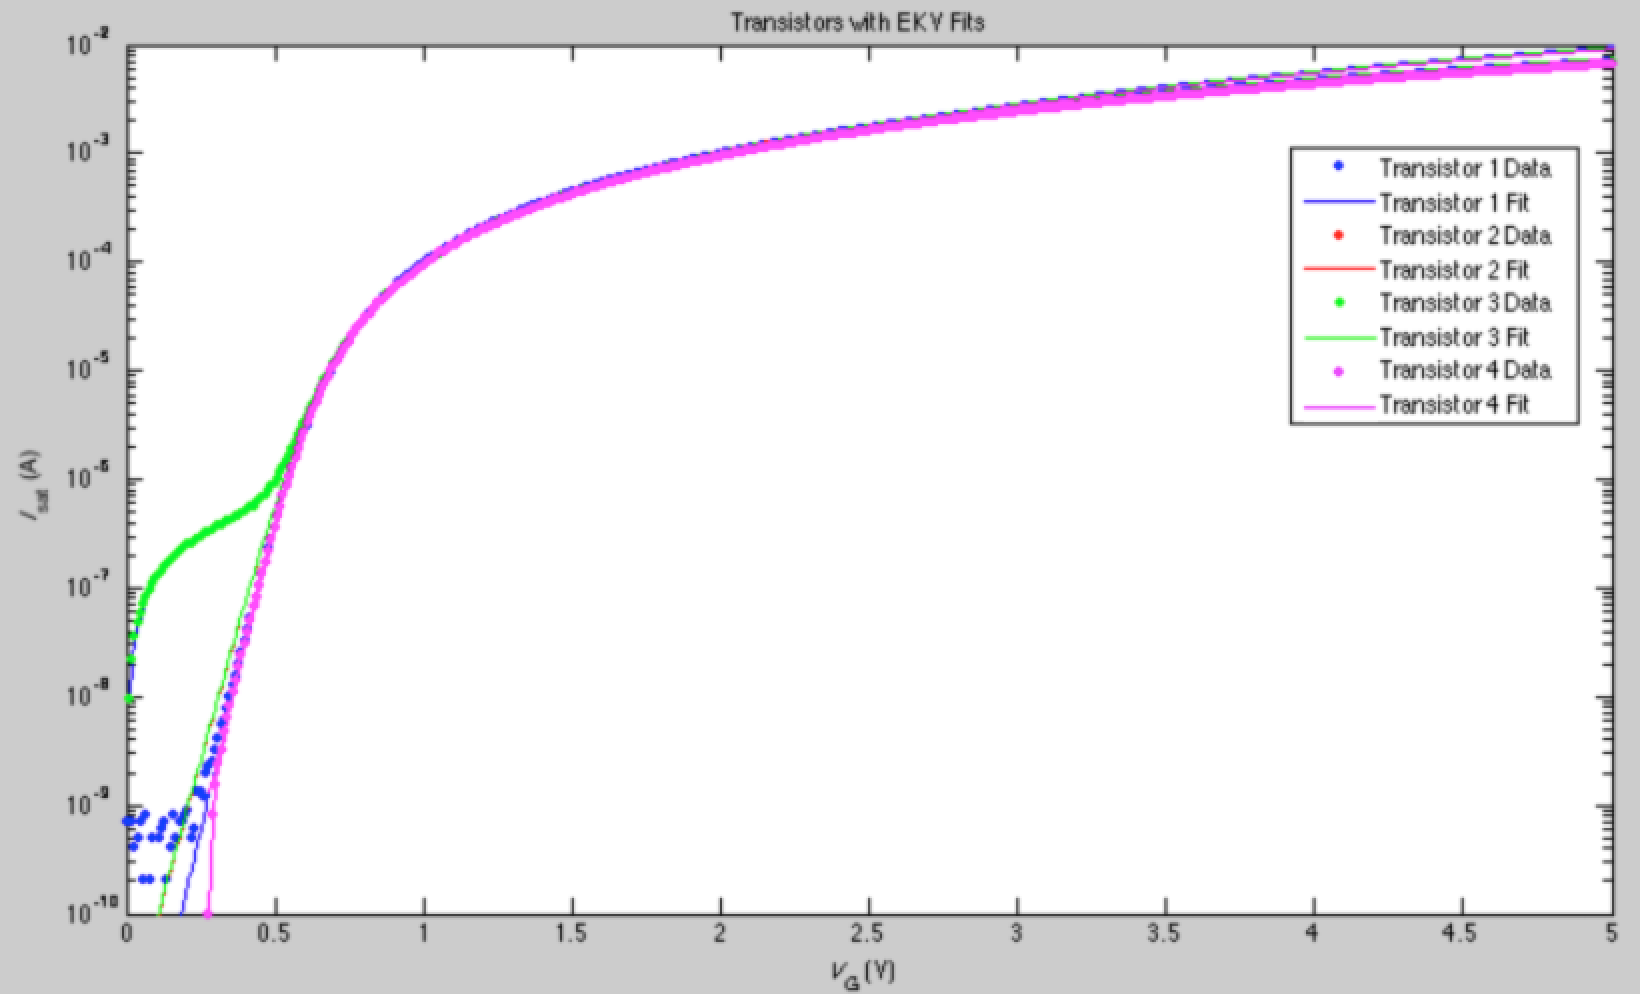 Transistors with EKV Fits
10-2
10-3
10-4
10-5
10-6
10-7
10-8
10-9
10-10
I sat (A)
0 0.5 1 1.5 2 2.5 3 3.5 4 4.5 5
VG (V)
Transistor 1 Data
Transistor 1 Fit
Transistor 2 Data
Transistor 2 Fit
Transistor 3 Data
Transistor 3 Fit
Transistor 4 Data
Transistor 4 Fit